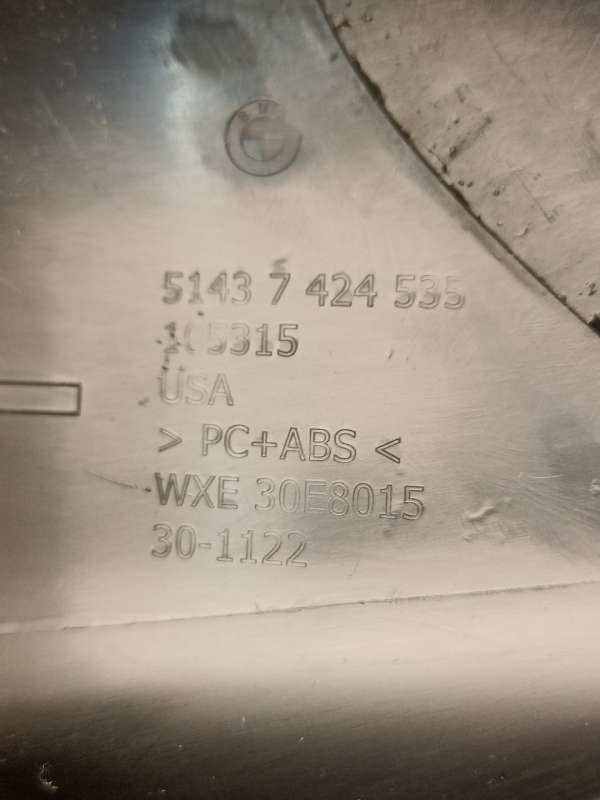 5143 7 424 535
USA
> PC+ABS <
WXE 30E8015
30-1122